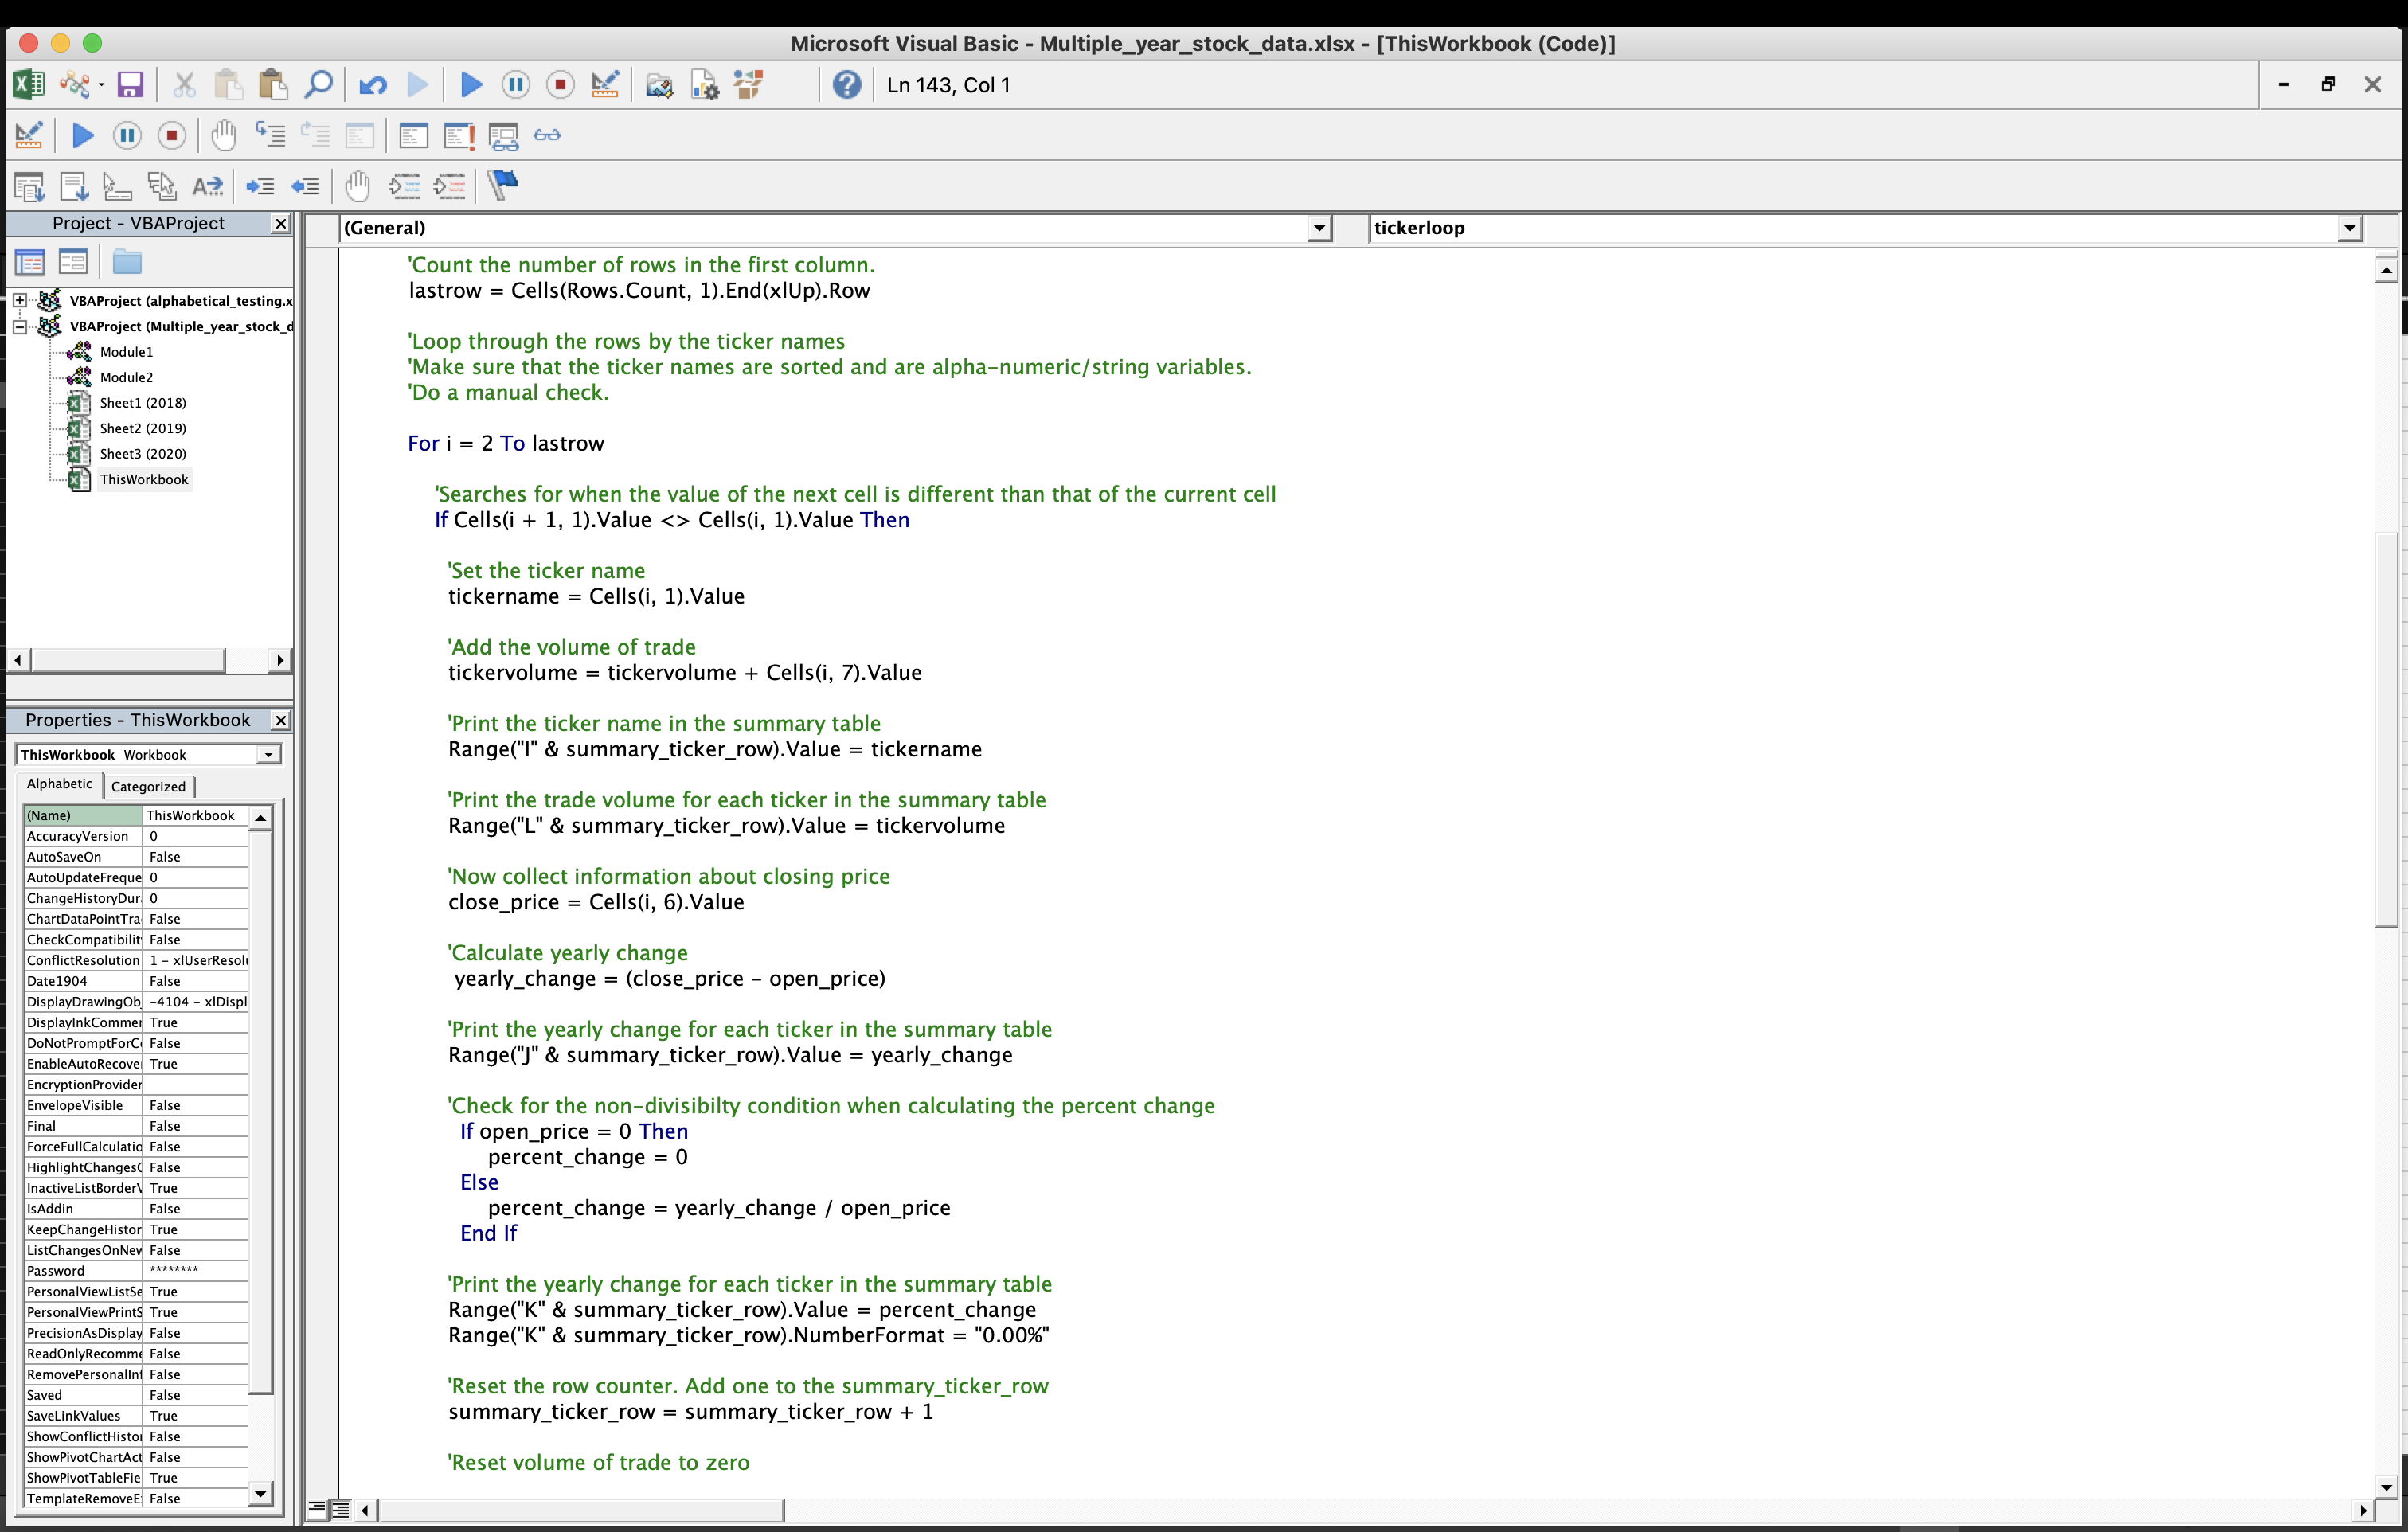 Microsoft Visual Basic - Multiple_year_stock_data.xlsx - [ThisWorkbook (Code)]
Ln 143, Col 1
Project - VBAProject
VBAProject (alphabetical_testing.x
VBAProject (Multiple_year_stock_d
Module1
Module2
Sheet1 (2018)
Sheet2 (2019)
Sheet3 (2020)
ThisWorkbook
Properties - ThisWorkbook
ThisWorkbook Workbook
Alphabetic Categorized
(Name) ThisWorkbook
AccuracyVersion 0
AutoSaveOn False
AutoUpdateFreque 0
ChangeHistoryDur 0
ChartDataPointTra False
CheckCompatibilit False
ConflictResolution 1 - xlUserResolu
Date1904 False
DisplayDrawingOb -4104 - xlDispl
DisplayInkCommer True
DoNotPromptForC False
EnableAutoRecove True
EncryptionProvider
EnvelopeVisible False
Final False
ForceFullCalculatio False
HighlightChangesC False
InactiveListBorderV True
IsAddin False
KeepChangeHistor True
ListChangesOnNew False
Password ********
PersonalViewListSe True
PersonalViewPrintS True
PrecisionAsDisplay False
ReadOnlyRecomme False
RemovePersonalInf False
Saved False
SaveLinkValues True
ShowConflictHistor False
ShowPivotChartAct False
ShowPivotTableFie True
TemplateRemoveE False
(General) tickerloop
'Count the number of rows in the first column.
lastrow = Cells(Rows.Count, 1).End(xlUp).Row
'Loop through the rows by the ticker names
'Make sure that the ticker names are sorted and are alpha-numeric/string variables.
'Do a manual check.
For i = 2 To lastrow
'Searches for when the value of the next cell is different than that of the current cell
If Cells(i + 1, 1).Value <> Cells(i, 1).Value Then
'Set the ticker name
tickername = Cells(i, 1).Value
'Add the volume of trade
tickervolume = tickervolume + Cells(i, 7).Value
'Print the ticker name in the summary table
Range("I" & summary_ticker_row).Value = tickername
'Print the trade volume for each ticker in the summary table
Range("L" & summary_ticker_row).Value = tickervolume
'Now collect information about closing price
close_price = Cells(i, 6).Value
'Calculate yearly change
yearly_change = (close_price - open_price)
'Print the yearly change for each ticker in the summary table
Range("J" & summary_ticker_row).Value = yearly_change
'Check for the non-divisibilty condition when calculating the percent change
If open_price = 0 Then
percent_change = 0
Else
percent_change = yearly_change / open_price
End If
'Print the yearly change for each ticker in the summary table
Range("K" & summary_ticker_row).Value = percent_change
Range("K" & summary_ticker_row).NumberFormat = "0.00%"
'Reset the row counter. Add one to the summary_ticker_row
summary_ticker_row = summary_ticker_row + 1
'Reset volume of trade to zero